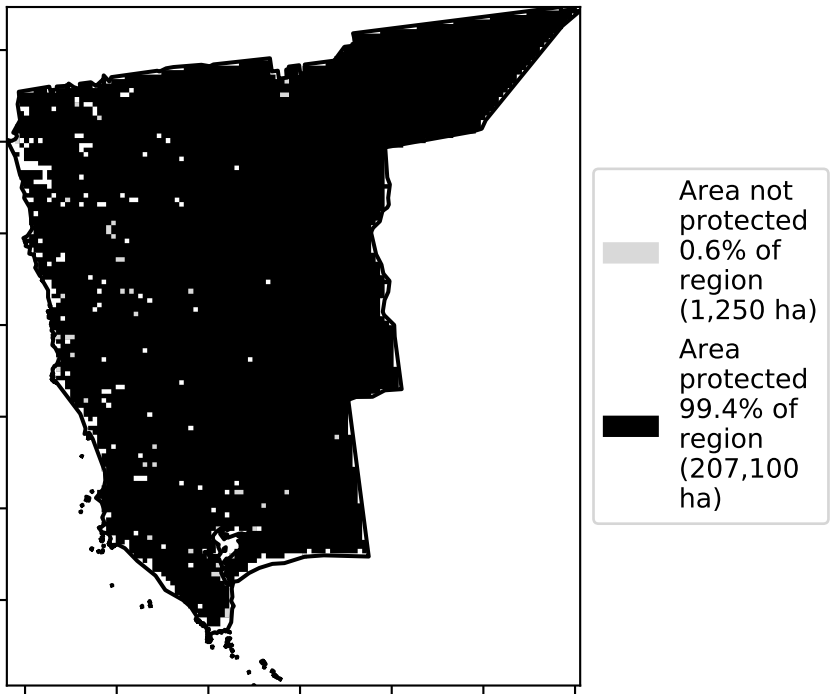 Area not
protected
0.6% of
region
(1,250 ha)
Area
protected
99.4% of
region
(207,100
ha)